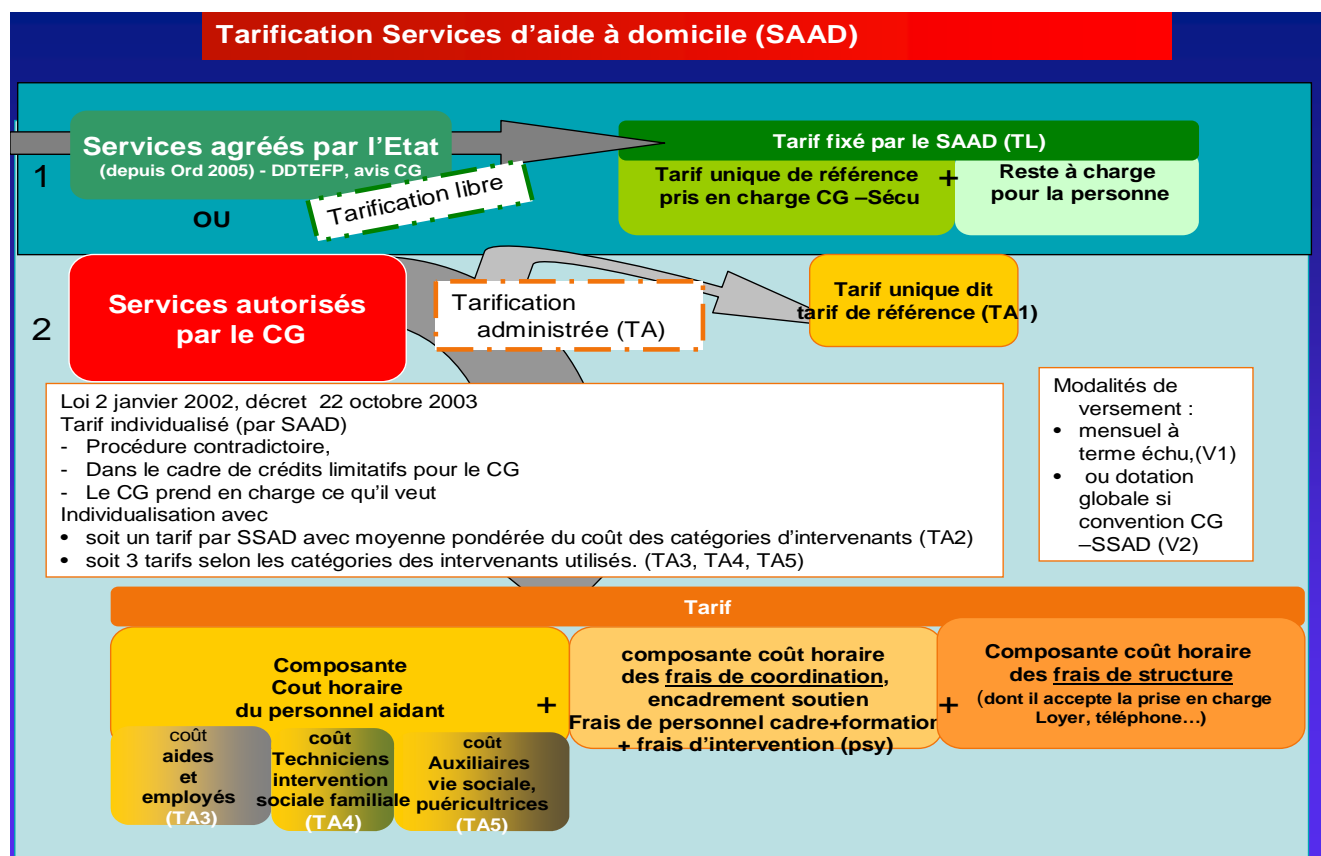 Tarification Services d'aide à domicile (SAAD)
1
Services agréés par l'Etat
(depuis Ord 2005) - DDTEFP, avis CG
OU
Tarification libre
Tarif fixé par le SAAD (TL)
Tarif unique de référence
pris en charge CG –Sécu
+
Reste à charge
pour la personne
2
Services autorisés
par le CG
Tarification
administrée (TA)
Tarif unique dit
tarif de référence (TA1)
Loi 2 janvier 2002, décret  22 octobre 2003
Tarif individualisé (par SAAD)
- Procédure contradictoire,
- Dans le cadre de crédits limitatifs pour le CG
- Le CG prend en charge ce qu'il veut
Individualisation avec
• soit un tarif par SSAD avec moyenne pondérée du coût des catégories d'intervenants (TA2)
• soit 3 tarifs selon les catégories des intervenants utilisés. (TA3, TA4, TA5)
Modalités de
versement :
• mensuel à
terme échu,(V1)
• ou dotation
globale si
convention CG
–SSAD (V2)
Tarif
Composante
Cout horaire
du personnel aidant
+
composante coût horaire
des frais de coordination,
encadrement soutien
Frais de personnel cadre+formation
+ frais d'intervention (psy)
+
Composante coût horaire
des frais de structure
(dont il accepte la prise en charge
Loyer, téléphone…)
coût
aides
et
employés
(TA3)
coût
Techniciens
intervention
sociale familiale
(TA4)
coût
Auxiliaires
vie sociale,
puéricultrices
(TA5)